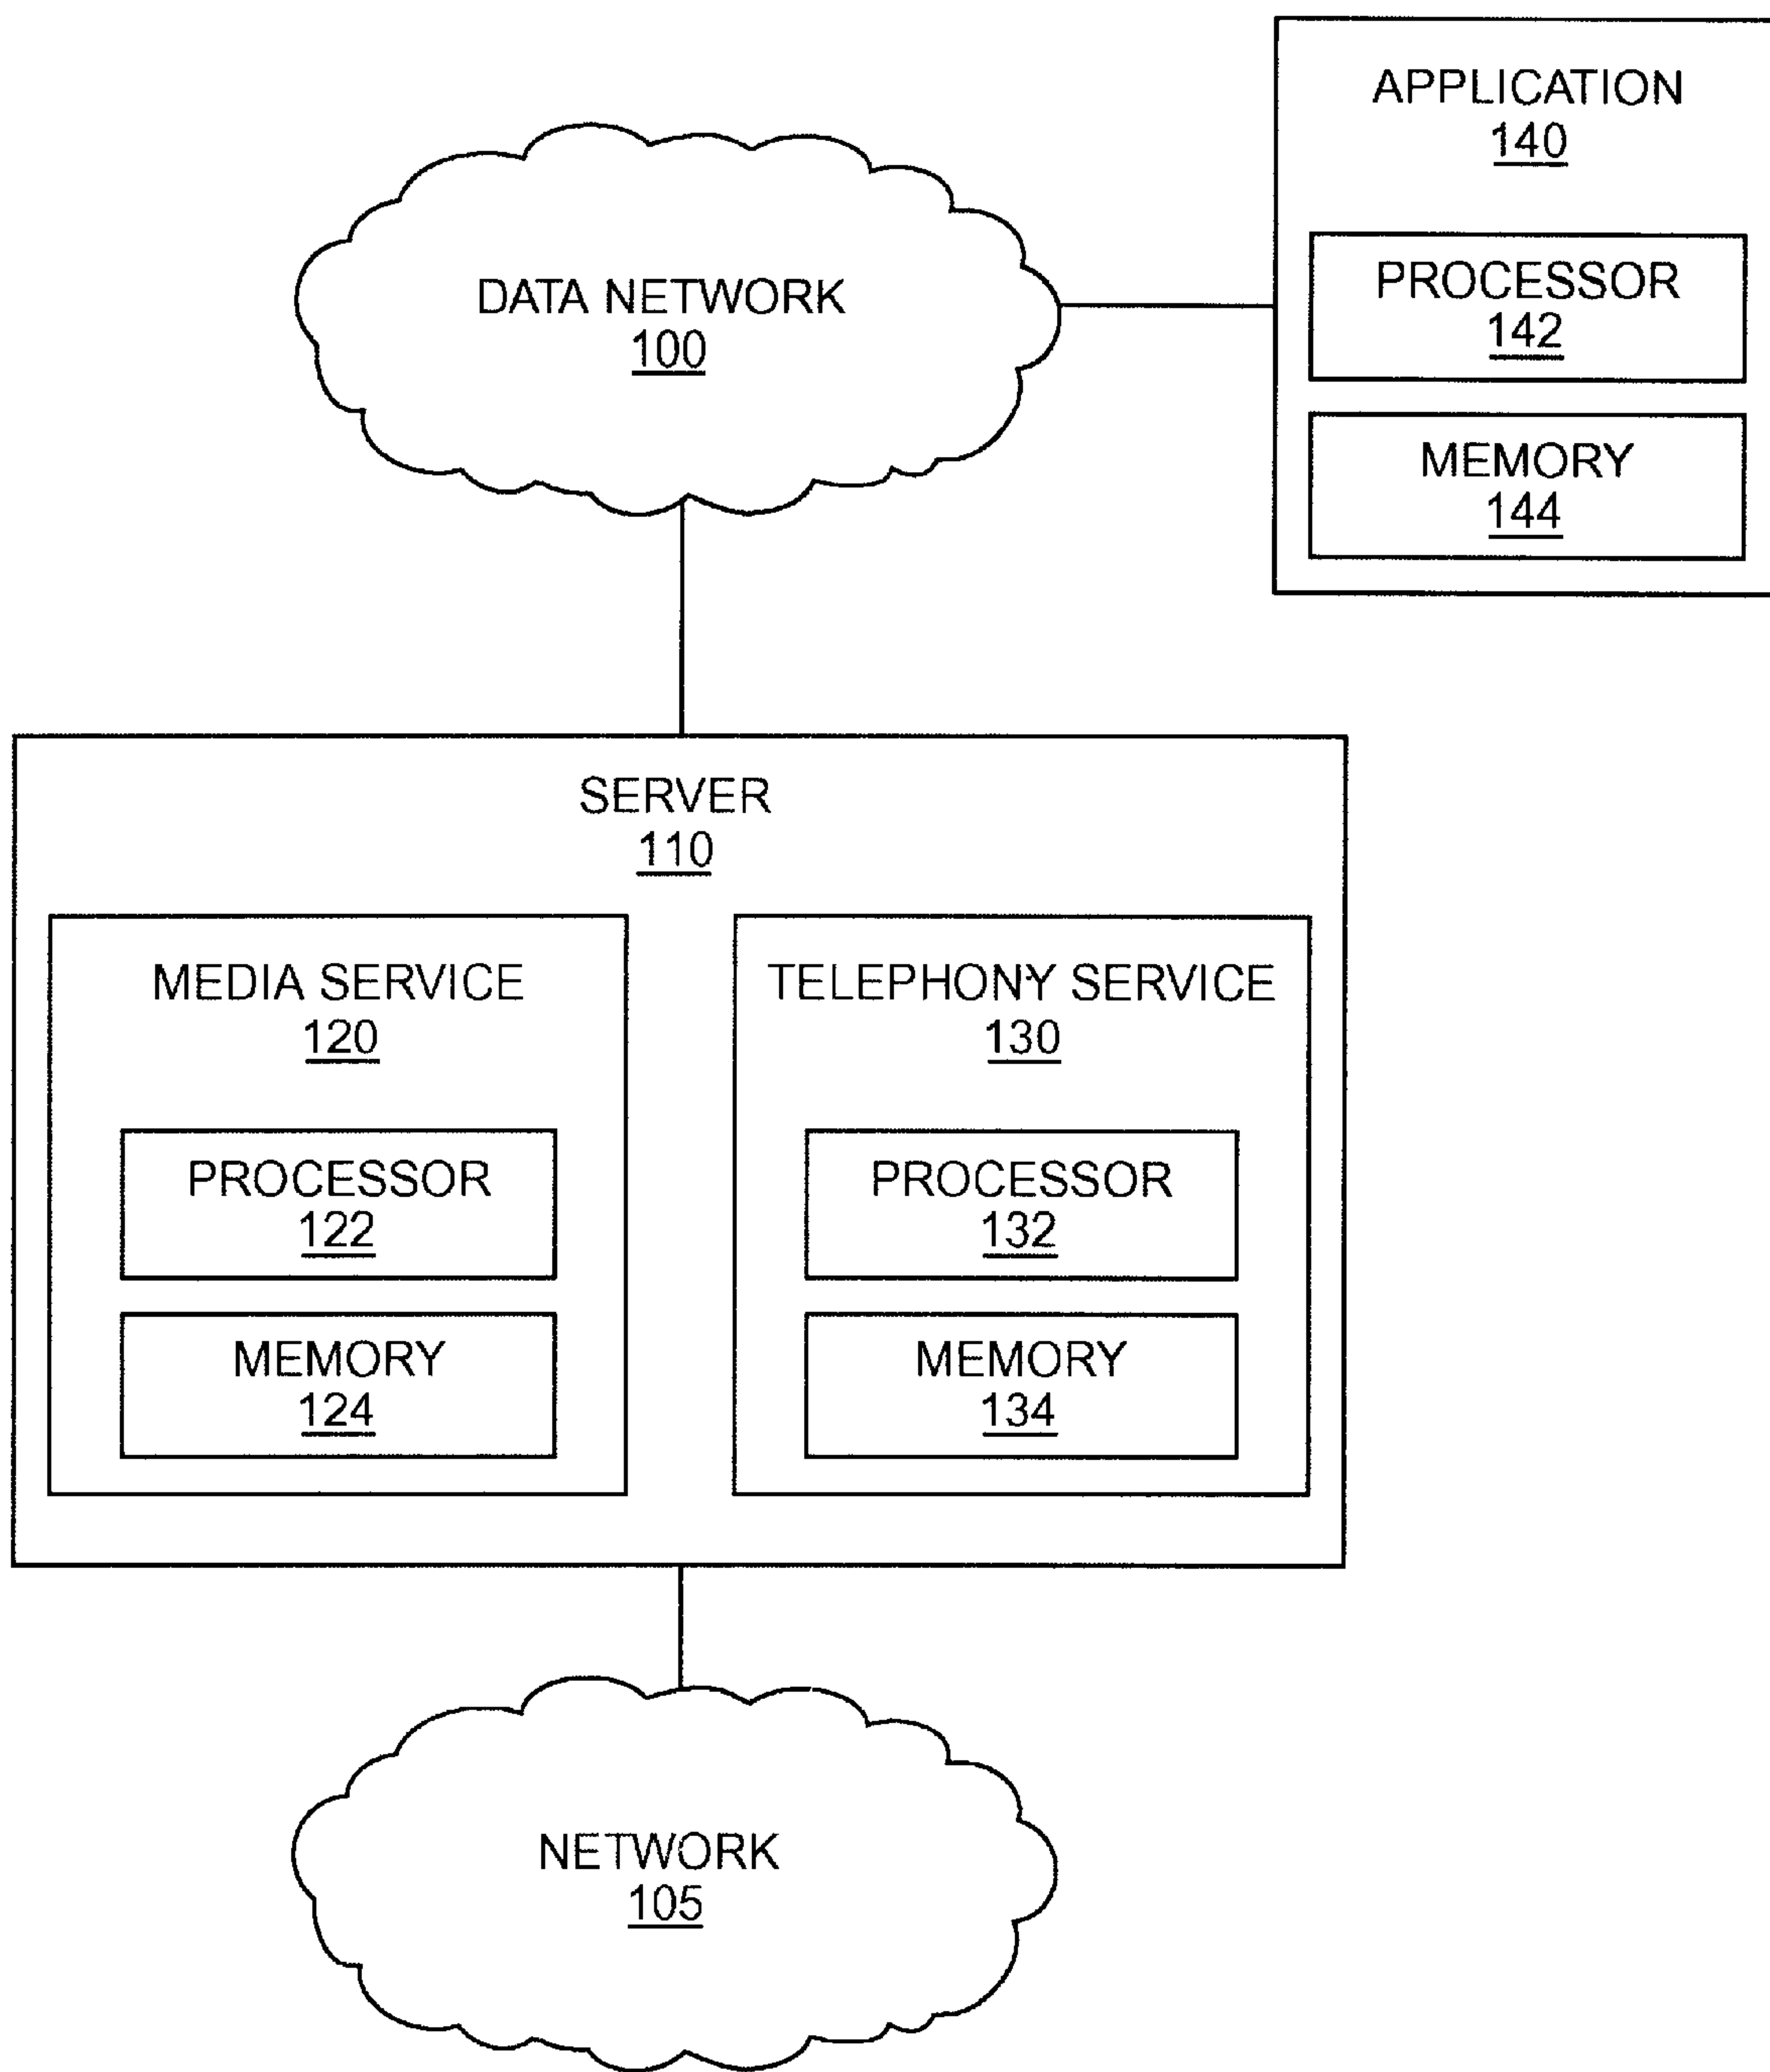 APPLICATION
140
PROCESSOR
142
MEMORY
144
DATA NETWORK
100
SERVER
110
MEDIA SERVICE
120
PROCESSOR
122
MEMORY
124
TELEPHONY SERVICE
130
PROCESSOR
132
MEMORY
134
NETWORK
105